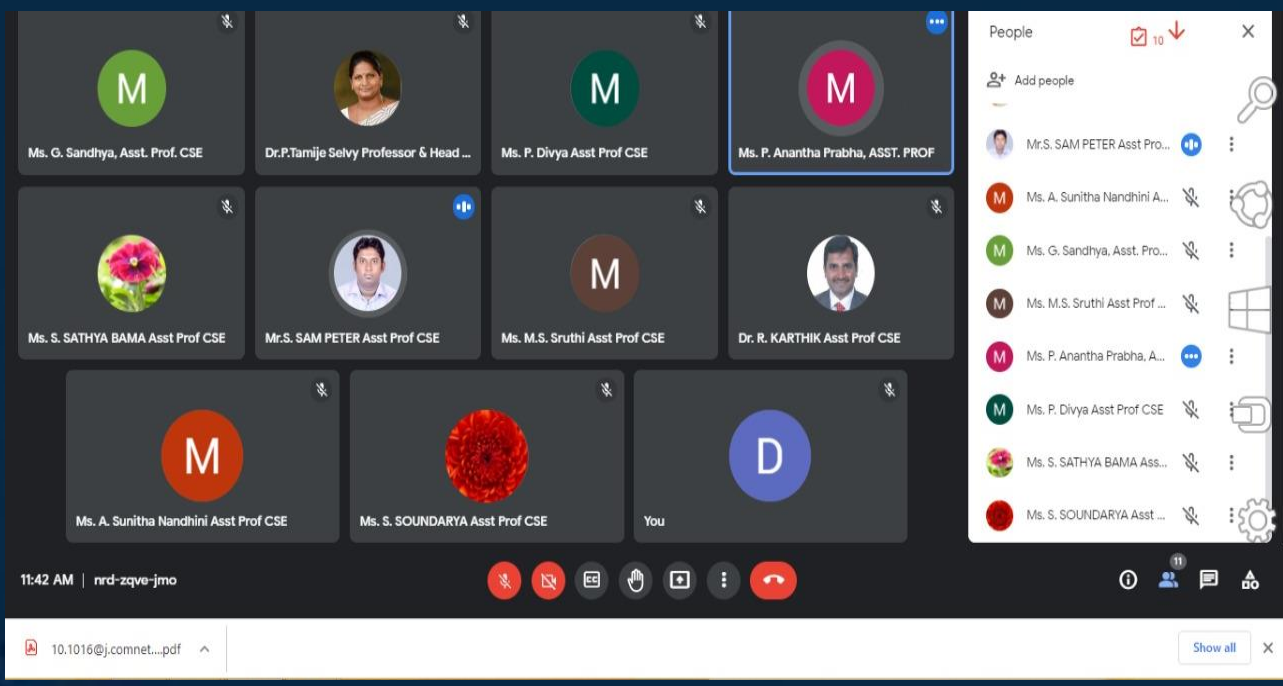 M
M
M
Ms. G. Sandhya, Asst. Prof. CSE
Dr.P.Tamije Selvy Professor & Head ...
Ms. P. Divya Asst Prof CSE
Ms. P. Anantha Prabha, ASST. PROF
M
Ms. S. SATHYA BAMA Asst Prof CSE
Mr.S. SAM PETER Asst Prof CSE
Ms. M.S. Sruthi Asst Prof CSE
Dr. R. KARTHIK Asst Prof CSE
M
D
Ms. A. Sunitha Nandhini Asst Prof CSE
Ms. S. SOUNDARYA Asst Prof CSE
You
People
10
Add people
Mr.S. SAM PETER Asst Pro...
M Ms. A. Sunitha Nandhini A...
M Ms. G. Sandhya, Asst. Pro...
M Ms. M.S. Sruthi Asst Prof ...
M Ms. P. Anantha Prabha, A...
M Ms. P. Divya Asst Prof CSE
Ms. S. SATHYA BAMA Ass...
Ms. S. SOUNDARYA Asst ...
11:42 AM | nrd-zqve-jmo
CC
11
10.1016@j.comnet....pdf
Show all